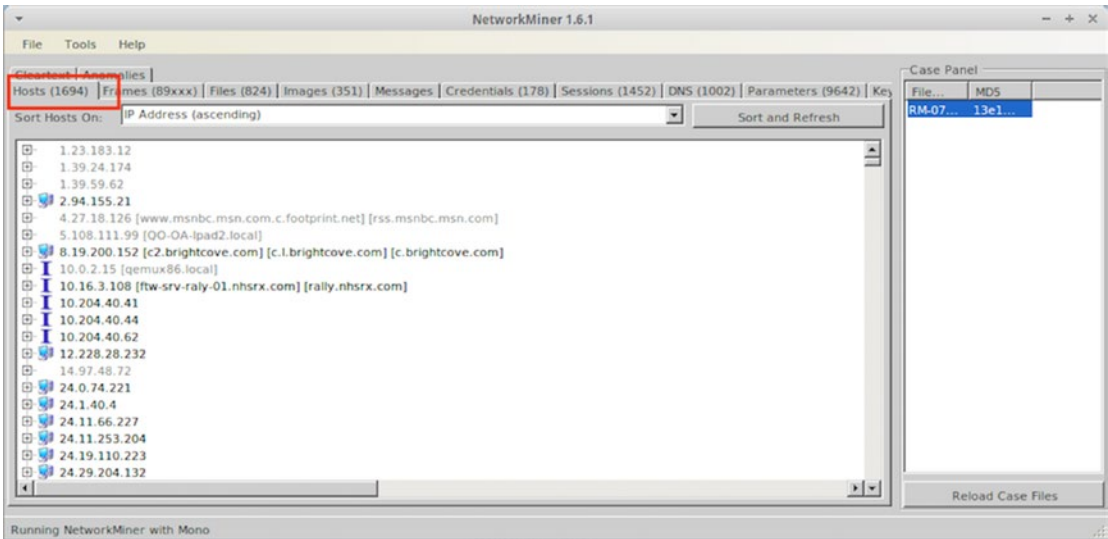 NetworkMiner 1.6.1
File Tools Help
Cleartext Anomalies
Hosts (1694) Frames (89xxx) Files (824) Images (351) Messages Credentials (178) Sessions (1452) DNS (1002) Parameters (9642) Key
Sort Hosts On: IP Address (ascending) Sort and Refresh
1.23.183.12
1.39.24.174
1.39.59.62
2.94.155.21
4.27.18.126 [www.msnbc.msn.com.c.footprint.net] [rss.msnbc.msn.com]
5.108.111.99 [QO-OA-Ipad2.local]
8.19.200.152 [c2.brightcove.com] [c.l.brightcove.com] [c.brightcove.com]
10.0.2.15 [qemux86.local]
10.16.3.108 [ftw-srv-raly-01.nhsrx.com] [rally.nhsrx.com]
10.204.40.41
10.204.40.44
10.204.40.62
12.228.28.232
14.97.48.72
24.0.74.221
24.1.40.4
24.11.66.227
24.11.253.204
24.19.110.223
24.29.204.132
Case Panel
File... MD5
RM-07... 13e1...
Reload Case Files
Running NetworkMiner with Mono